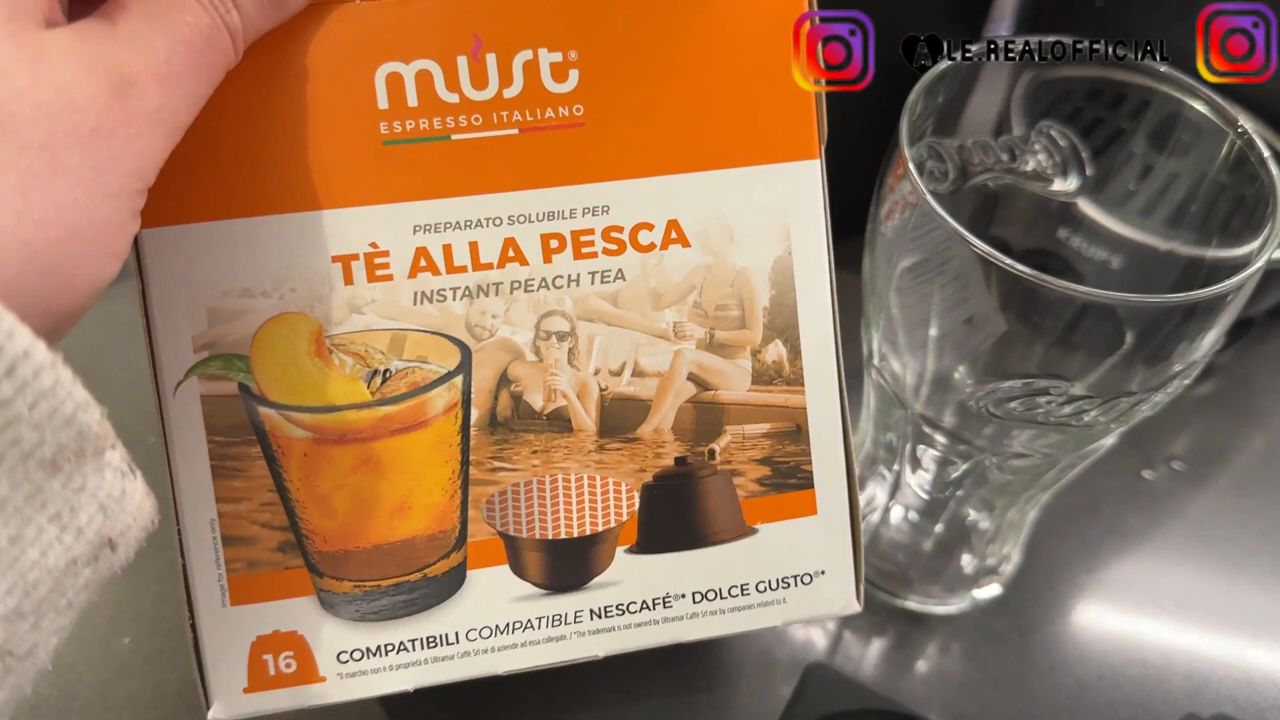 must®
ESPRESSO ITALIANO
PREPARATO SOLUBILE PER
TÈ ALLA PESCA
INSTANT PEACH TEA
Image for reference only
COMPATIBILI COMPATIBLE NESCAFÉ®* DOLCE GUSTO®*
*Il marchio non è di proprietà di Ultramar Caffè Srl né di aziende ad essa collegate. / *The trademark is not owned by Ultramar Caffè Srl nor by companies related to it.
16
ALE.REALOFFICIAL
KRUPS